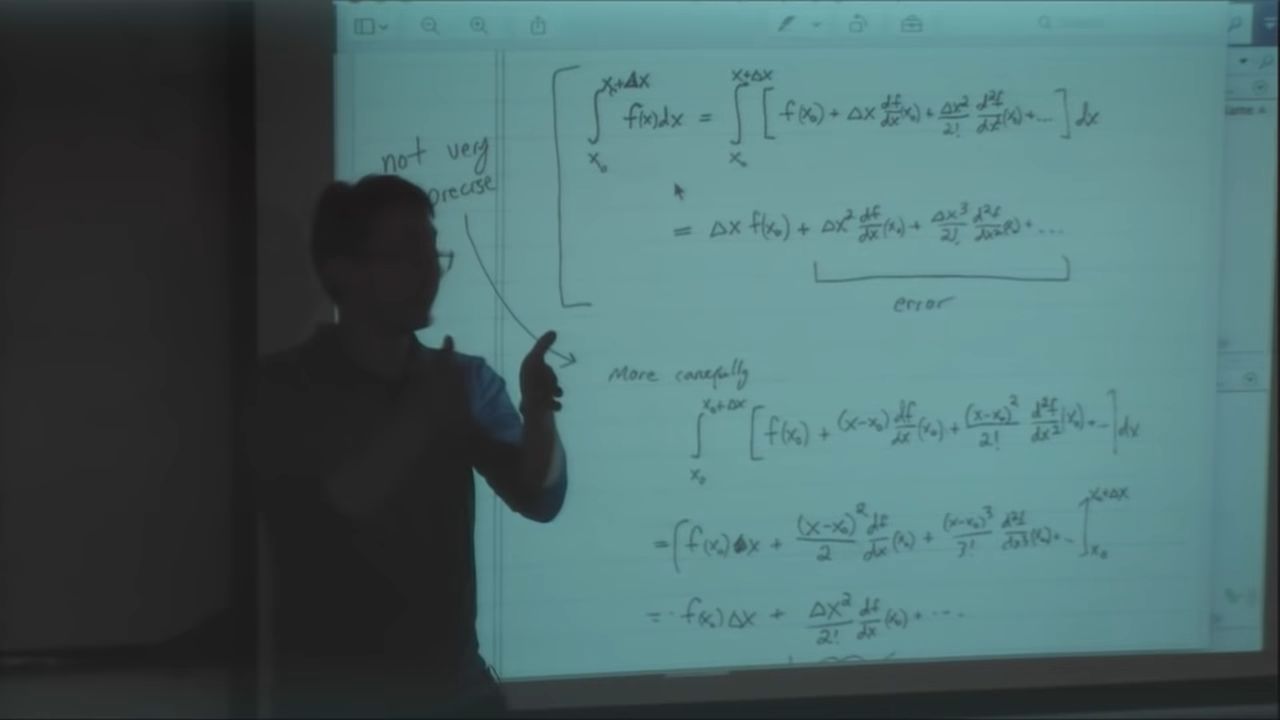 ∫_{x₀}^{x₀+Δx} f(x)dx = ∫_{x₀}^{x+Δx} [ f(x₀) + Δx df/dx(x₀) + Δx²/2! d²f/dx²(x₀) + ... ] dx
not very
precise
= Δx f(x₀) + Δx² df/dx(x₀) + Δx³/2! d²f/dx²(x₀) + ...
error
More carefully
∫_{x₀}^{x₀+Δx} [ f(x₀) + (x-x₀) df/dx(x₀) + (x-x₀)²/2! d²f/dx²(x₀) + ... ] dx
= [ f(x₀) x + (x-x₀)²/2 df/dx(x₀) + (x-x₀)³/3! d²f/dx³(x₀) + ... ]_{x₀}^{x₀+Δx}
= f(x₀) Δx + Δx²/2! df/dx(x₀) + ...